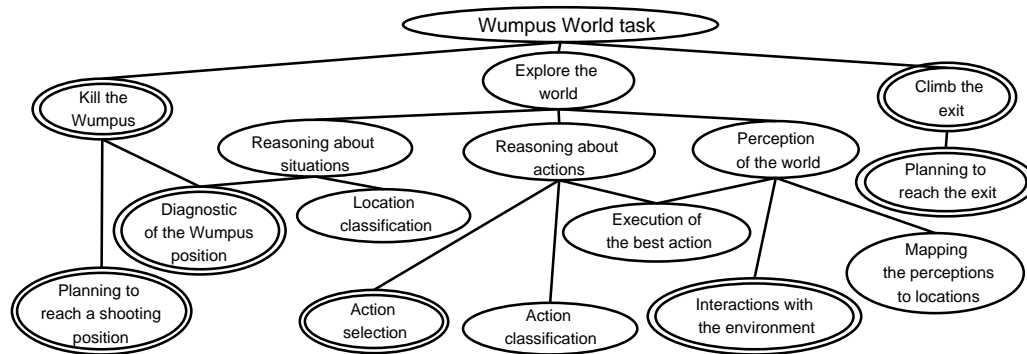 Wumpus World task
Kill the
Wumpus
Explore the
world
Climb the
exit
Reasoning about
situations
Reasoning about
actions
Perception
of the world
Planning to
reach the exit
Diagnostic
of the Wumpus
position
Location
classification
Execution of
the best action
Mapping
the perceptions
to locations
Planning to
reach a shooting
position
Action
selection
Action
classification
Interactions with
the environment